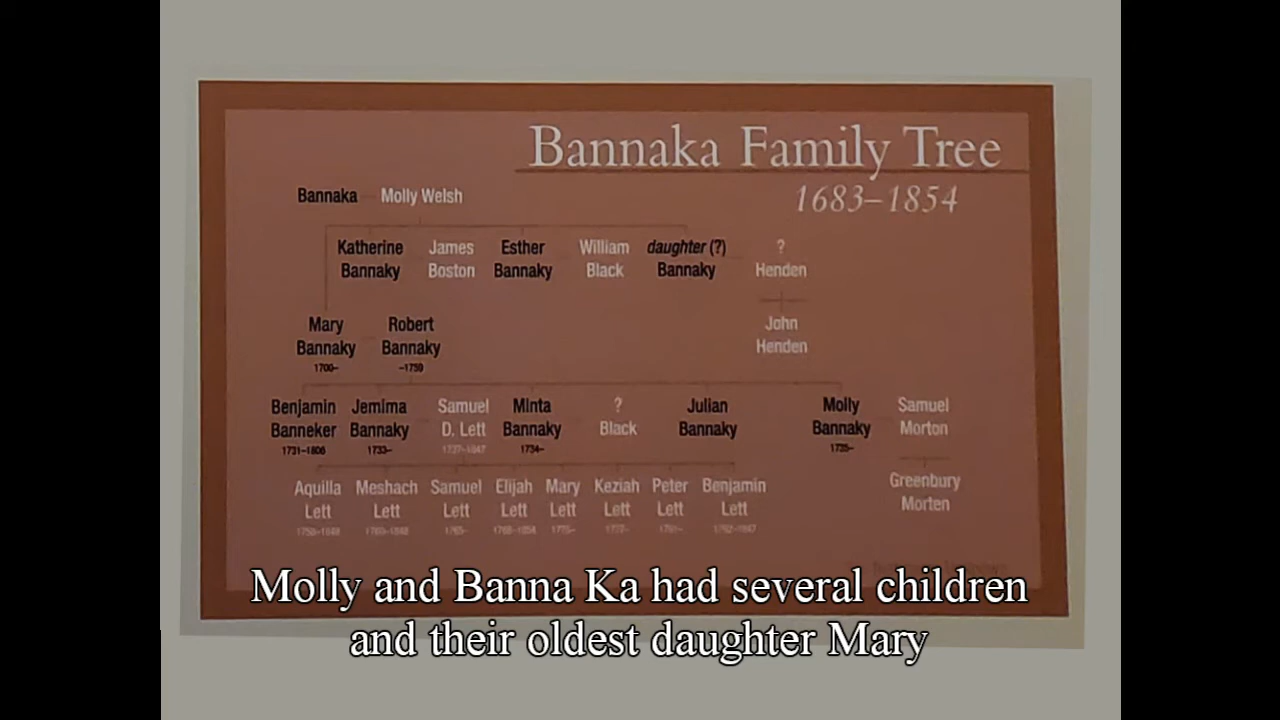 Bannaka Family Tree
1683–1854
Bannaka Molly Welsh
Katherine James Esther William daughter (?) ?
Bannaky Boston Bannaky Black Bannaky Henden
Mary Robert John
Bannaky Bannaky Henden
1700– –1759
Benjamin Jemima Samuel Minta ? Julian Molly Samuel
Banneker Bannaky D. Lett Bannaky Black Bannaky Bannaky Morton
1731–1806 1733– 1734– 1735–
Aquilla Meshach Samuel Elijah Mary Keziah Peter Benjamin Greenbury
Lett Lett Lett Lett Lett Lett Lett Lett Morten
Molly and Banna Ka had several children
and their oldest daughter Mary